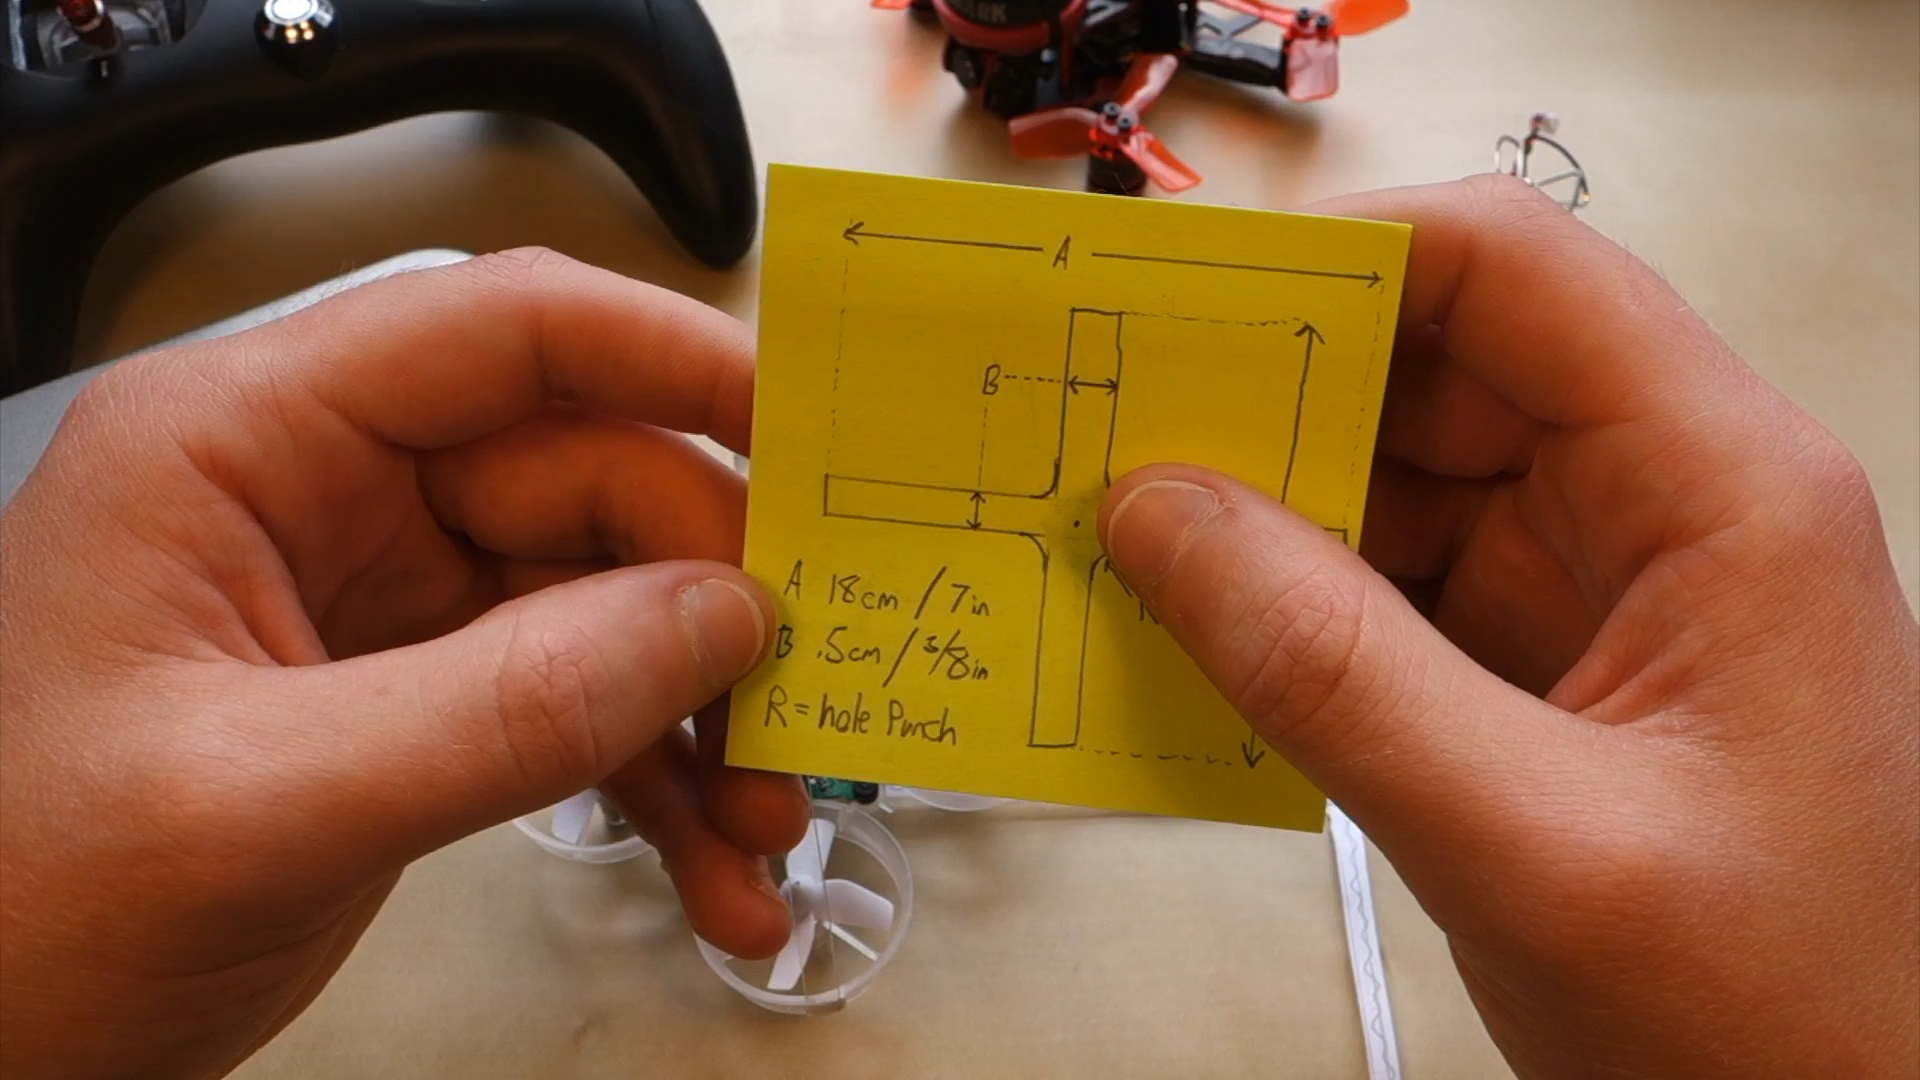 A
B
A 18cm / 7in
B .5cm / 3/8in
R = hole Punch